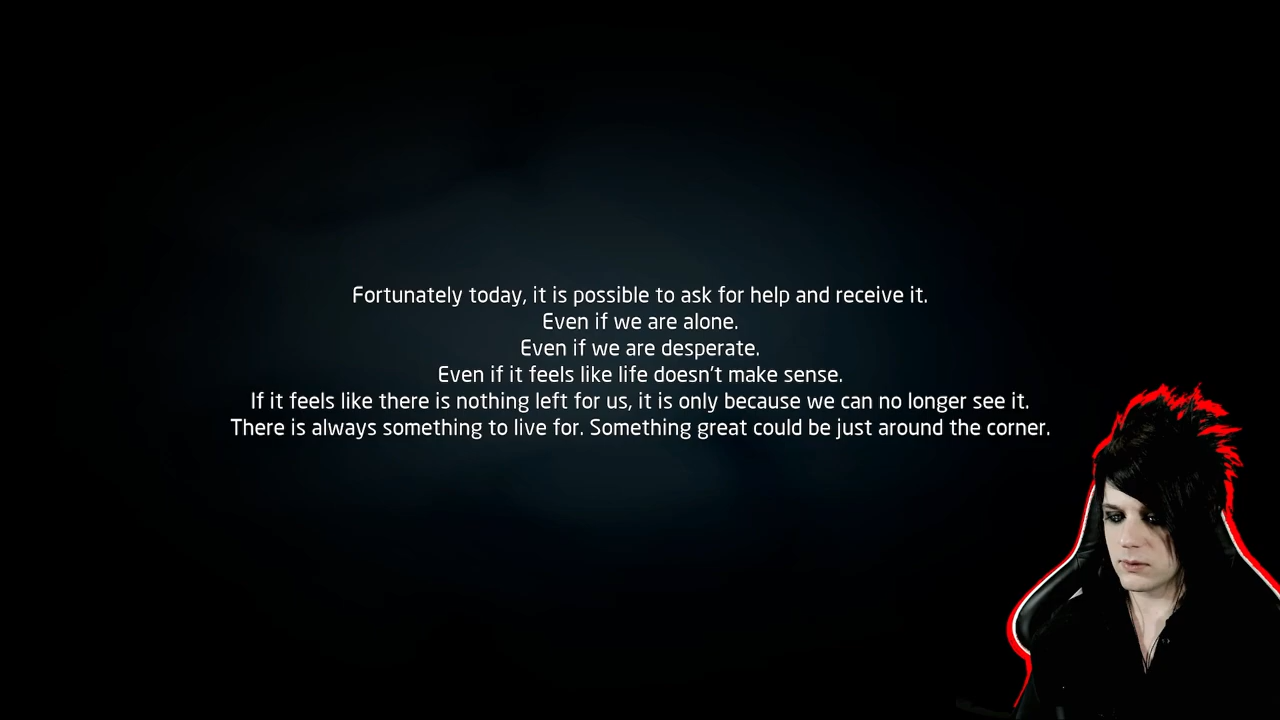 Fortunately today, it is possible to ask for help and receive it.
Even if we are alone.
Even if we are desperate.
Even if it feels like life doesn't make sense.
If it feels like there is nothing left for us, it is only because we can no longer see it.
There is always something to live for. Something great could be just around the corner.